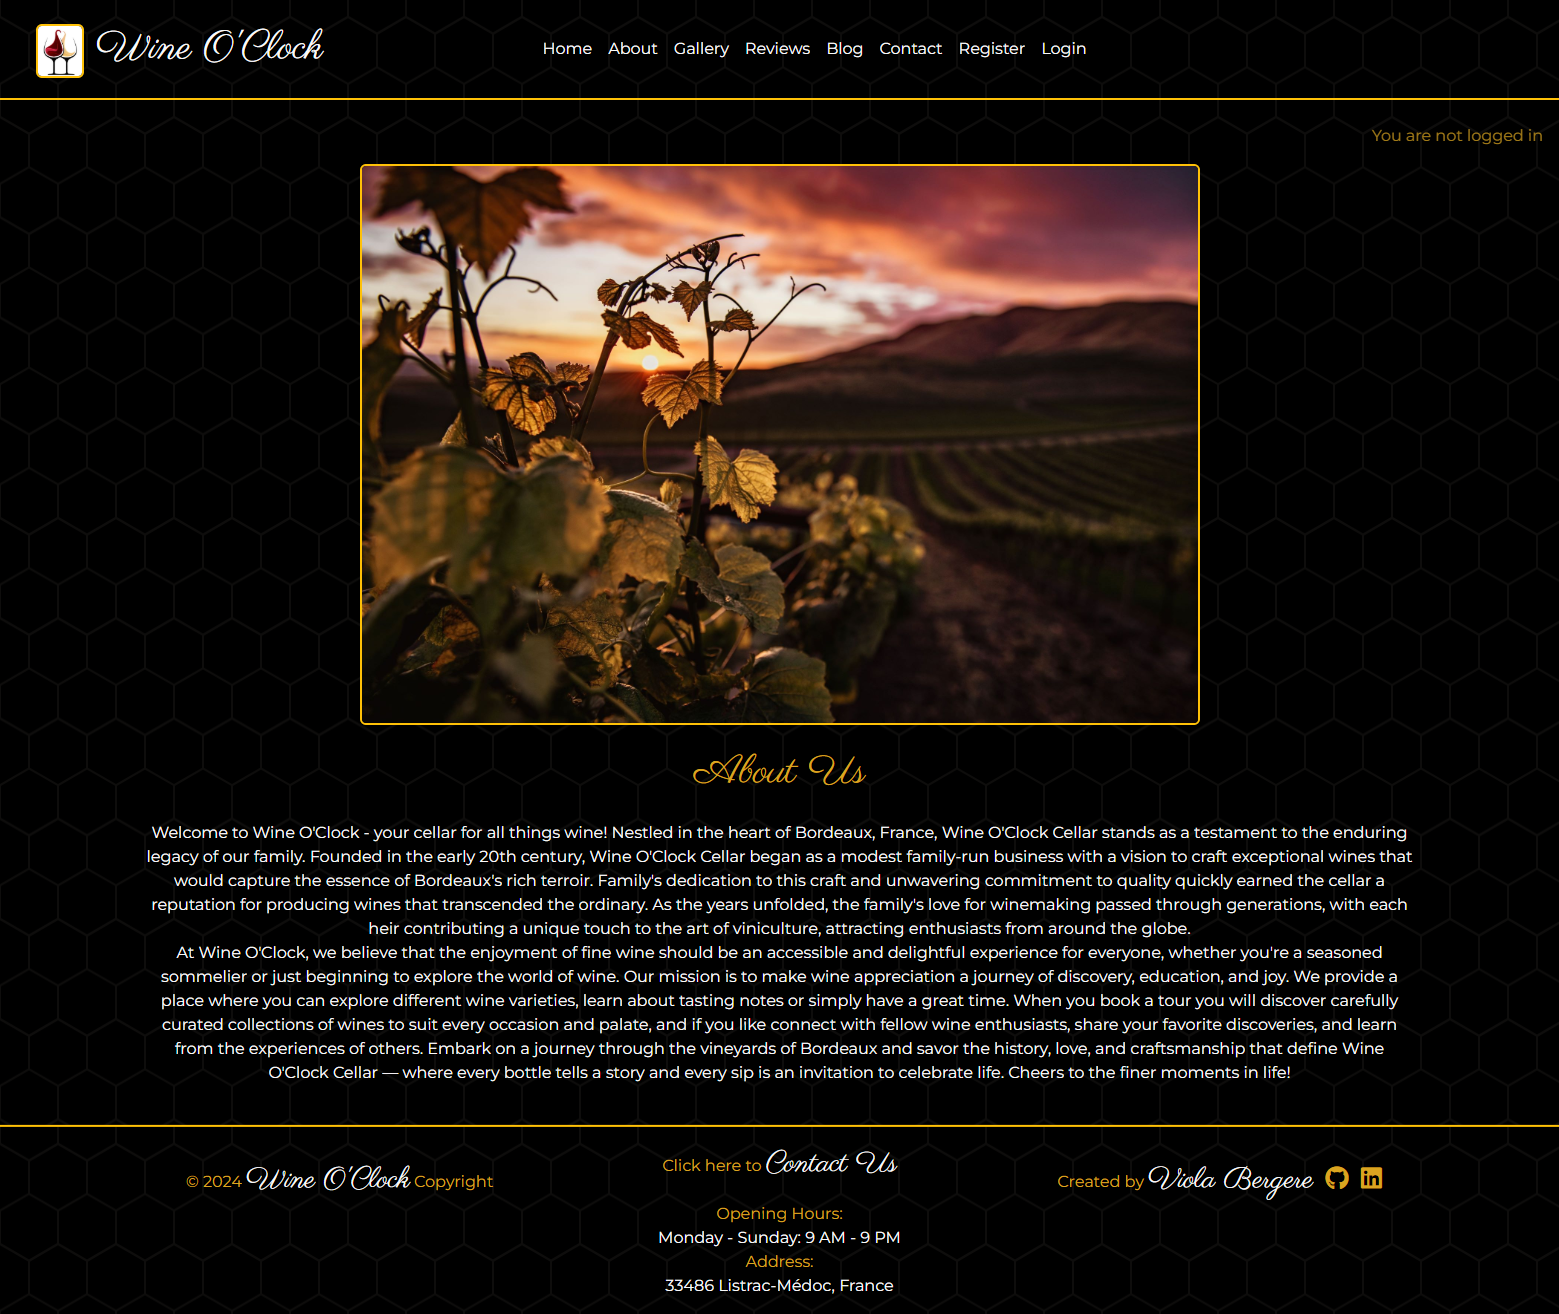 Wine O'Clock
Home About Gallery Reviews Blog Contact Register Login
You are not logged in
About Us
Welcome to Wine O'Clock - your cellar for all things wine! Nestled in the heart of Bordeaux, France, Wine O'Clock Cellar stands as a testament to the enduring
legacy of our family. Founded in the early 20th century, Wine O'Clock Cellar began as a modest family-run business with a vision to craft exceptional wines that
would capture the essence of Bordeaux's rich terroir. Family's dedication to this craft and unwavering commitment to quality quickly earned the cellar a
reputation for producing wines that transcended the ordinary. As the years unfolded, the family's love for winemaking passed through generations, with each
heir contributing a unique touch to the art of viniculture, attracting enthusiasts from around the globe.
At Wine O'Clock, we believe that the enjoyment of fine wine should be an accessible and delightful experience for everyone, whether you're a seasoned
sommelier or just beginning to explore the world of wine. Our mission is to make wine appreciation a journey of discovery, education, and joy. We provide a
place where you can explore different wine varieties, learn about tasting notes or simply have a great time. When you book a tour you will discover carefully
curated collections of wines to suit every occasion and palate, and if you like connect with fellow wine enthusiasts, share your favorite discoveries, and learn
from the experiences of others. Embark on a journey through the vineyards of Bordeaux and savor the history, love, and craftsmanship that define Wine
O'Clock Cellar — where every bottle tells a story and every sip is an invitation to celebrate life. Cheers to the finer moments in life!
© 2024 Wine O'Clock Copyright
Click here to Contact Us
Opening Hours:
Monday - Sunday: 9 AM - 9 PM
Address:
33486 Listrac-Médoc, France
Created by Viola Bergere